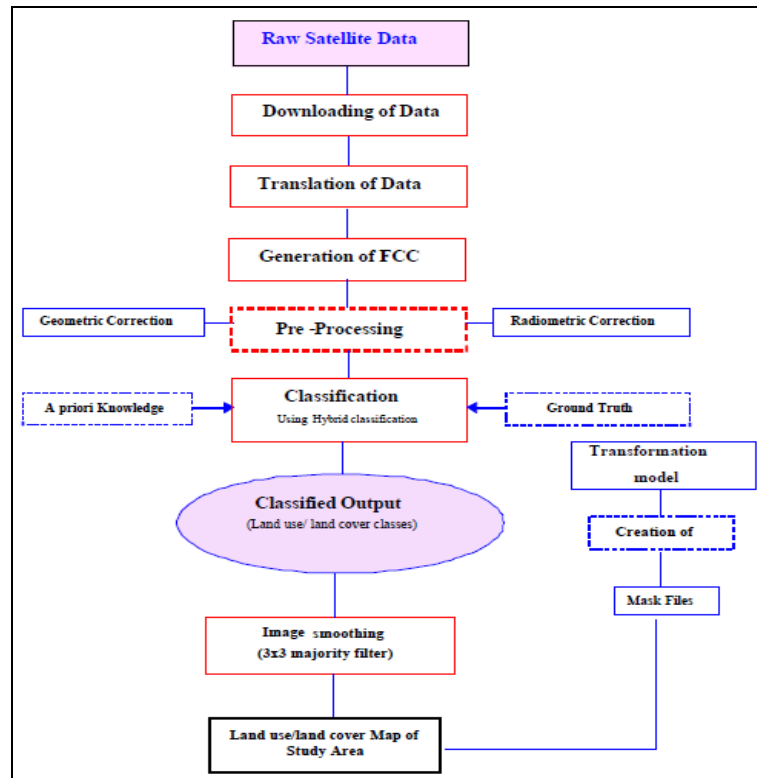 Raw Satellite Data
Downloading of Data
Translation of Data
Generation of FCC
Geometric Correction
Pre -Processing
Radiometric Correction
A priori Knowledge
Classification
Using Hybrid classification
Ground Truth
Transformation
model
Classified Output
(Land use/ land cover classes)
Creation of
Mask Files
Image smoothing
(3x3 majority filter)
Land use/land cover Map of
Study Area